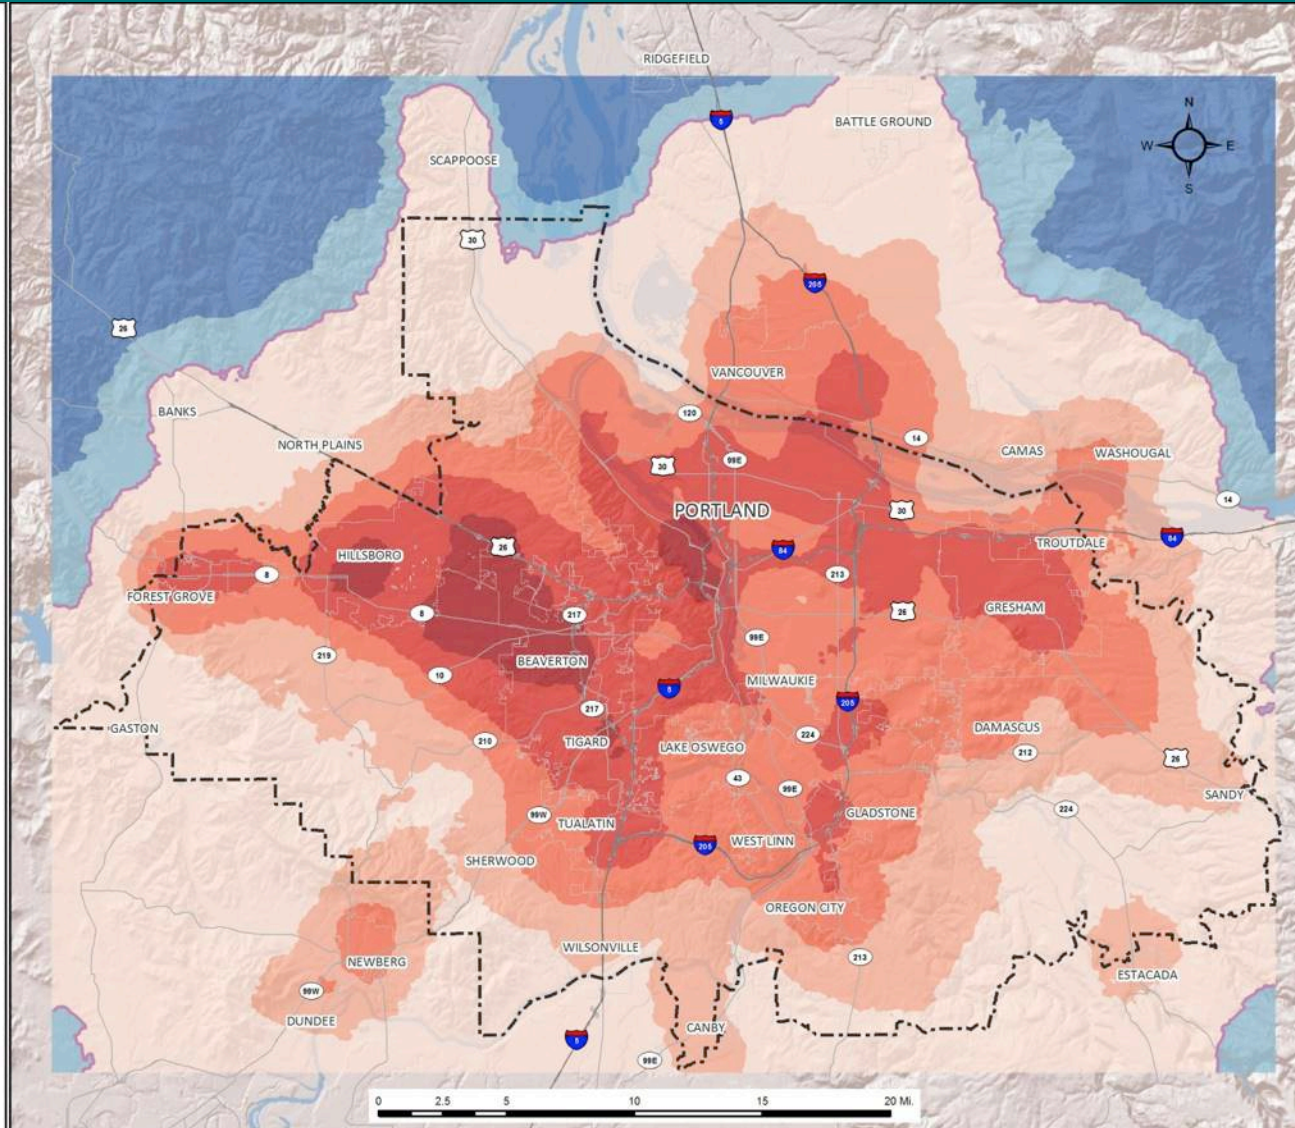 RIDGEFIELD
5
BATTLE GROUND
N
W E
S
SCAPPOOSE
30
205
26
VANCOUVER
BANKS
120
14
NORTH PLAINS
99E
CAMAS
WASHOUGAL
30
14
PORTLAND
30
26
84
84
HILLSBORO
TROUTDALE
8
213
FOREST GROVE
GRESHAM
8
217
26
99E
219
BEAVERTON
10
MILWAUKIE
5
205
217
GASTON
DAMASCUS
224
210
TIGARD
LAKE OSWEGO
212
26
43
99E
SANDY
224
99W
GLADSTONE
TUALATIN
WEST LINN
205
SHERWOOD
OREGON CITY
WILSONVILLE
213
NEWBERG
ESTACADA
99W
DUNDEE
CANBY
5
99E
0 2.5 5 10 15 20 Mi.